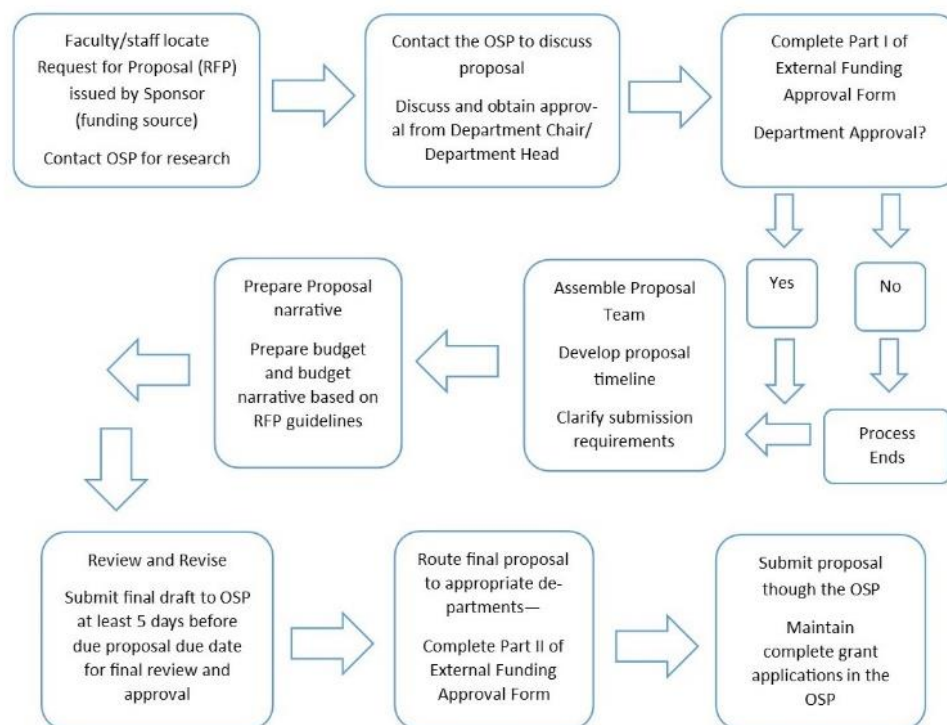 Faculty/staff locate
Request for Proposal (RFP)
issued by Sponsor
(funding source)
Contact OSP for research
Contact the OSP to discuss
proposal
Discuss and obtain approv-
al from Department Chair/
Department Head
Complete Part I of
External Funding
Approval Form
Department Approval?
Yes
No
Process
Ends
Assemble Proposal
Team
Develop proposal
timeline
Clarify submission
requirements
Prepare Proposal
narrative
Prepare budget
and budget
narrative based on
RFP guidelines
Review and Revise
Submit final draft to OSP
at least 5 days before
due proposal due date
for final review and
approval
Route final proposal
to appropriate de-
partments—
Complete Part II of
External Funding
Approval Form
Submit proposal
though the OSP
Maintain
complete grant
applications in the
OSP